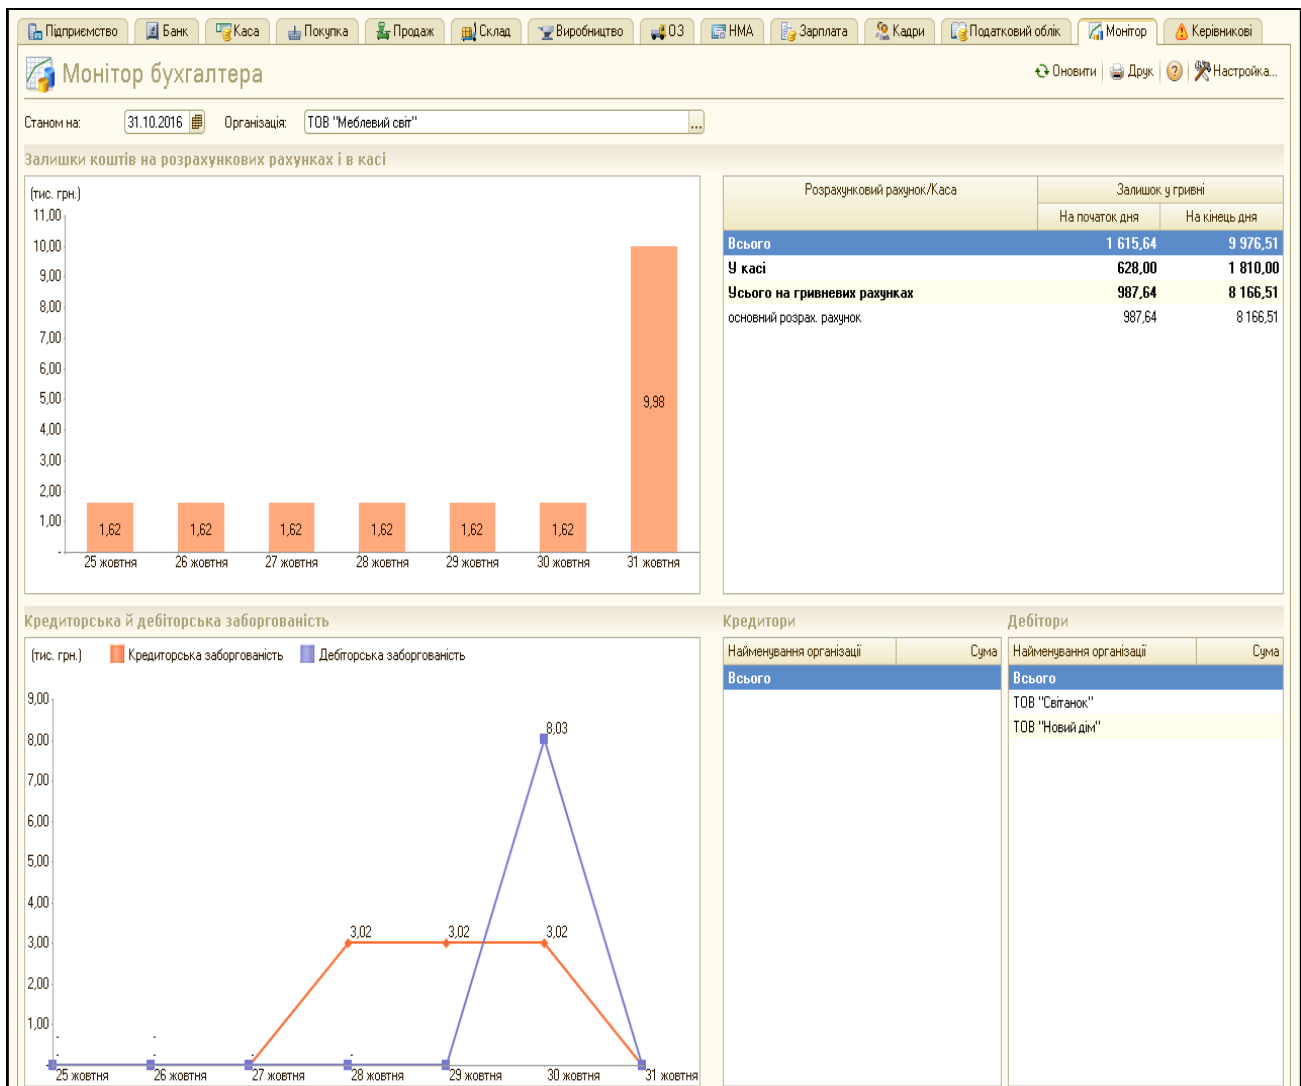 Підприємство Банк Каса Покупка Продаж Склад Виробництво ОЗ НМА Зарплата Кадри Податковий облік Монітор Керівникові
Монітор бухгалтера
Оновити Друк ? Настройка...
Станом на: 31.10.2016 Організація: ТОВ "Меблевий світ" ...
Залишки коштів на розрахункових рахунках і в касі
(тис. грн.)
11,00
10,00
9,00
8,00
7,00
6,00
5,00
4,00
3,00
2,00
1,00
-
1,62 1,62 1,62 1,62 1,62 1,62 9,98
25 жовтня 26 жовтня 27 жовтня 28 жовтня 29 жовтня 30 жовтня 31 жовтня
Розрахунковий рахунок/Каса Залишок у гривні
На початок дня На кінець дня
Всього 1 615,64 9 976,51
У касі 628,00 1 810,00
Усього на гривневих рахунках 987,64 8 166,51
основний розрах. рахунок 987,64 8 166,51
Кредиторська й дебіторська заборгованість
(тис. грн.) Кредиторська заборгованість Дебіторська заборгованість
9,00
8,00
7,00
6,00
5,00
4,00
3,00
2,00
1,00
-
8,03
3,02 3,02 3,02
- - - -
- -
25 жовтня 26 жовтня 27 жовтня 28 жовтня 29 жовтня 30 жовтня 31 жовтня
Кредитори
Найменування організації Сума
Всього
Дебітори
Найменування організації Сума
Всього
ТОВ "Світанок"
ТОВ "Новий дім"